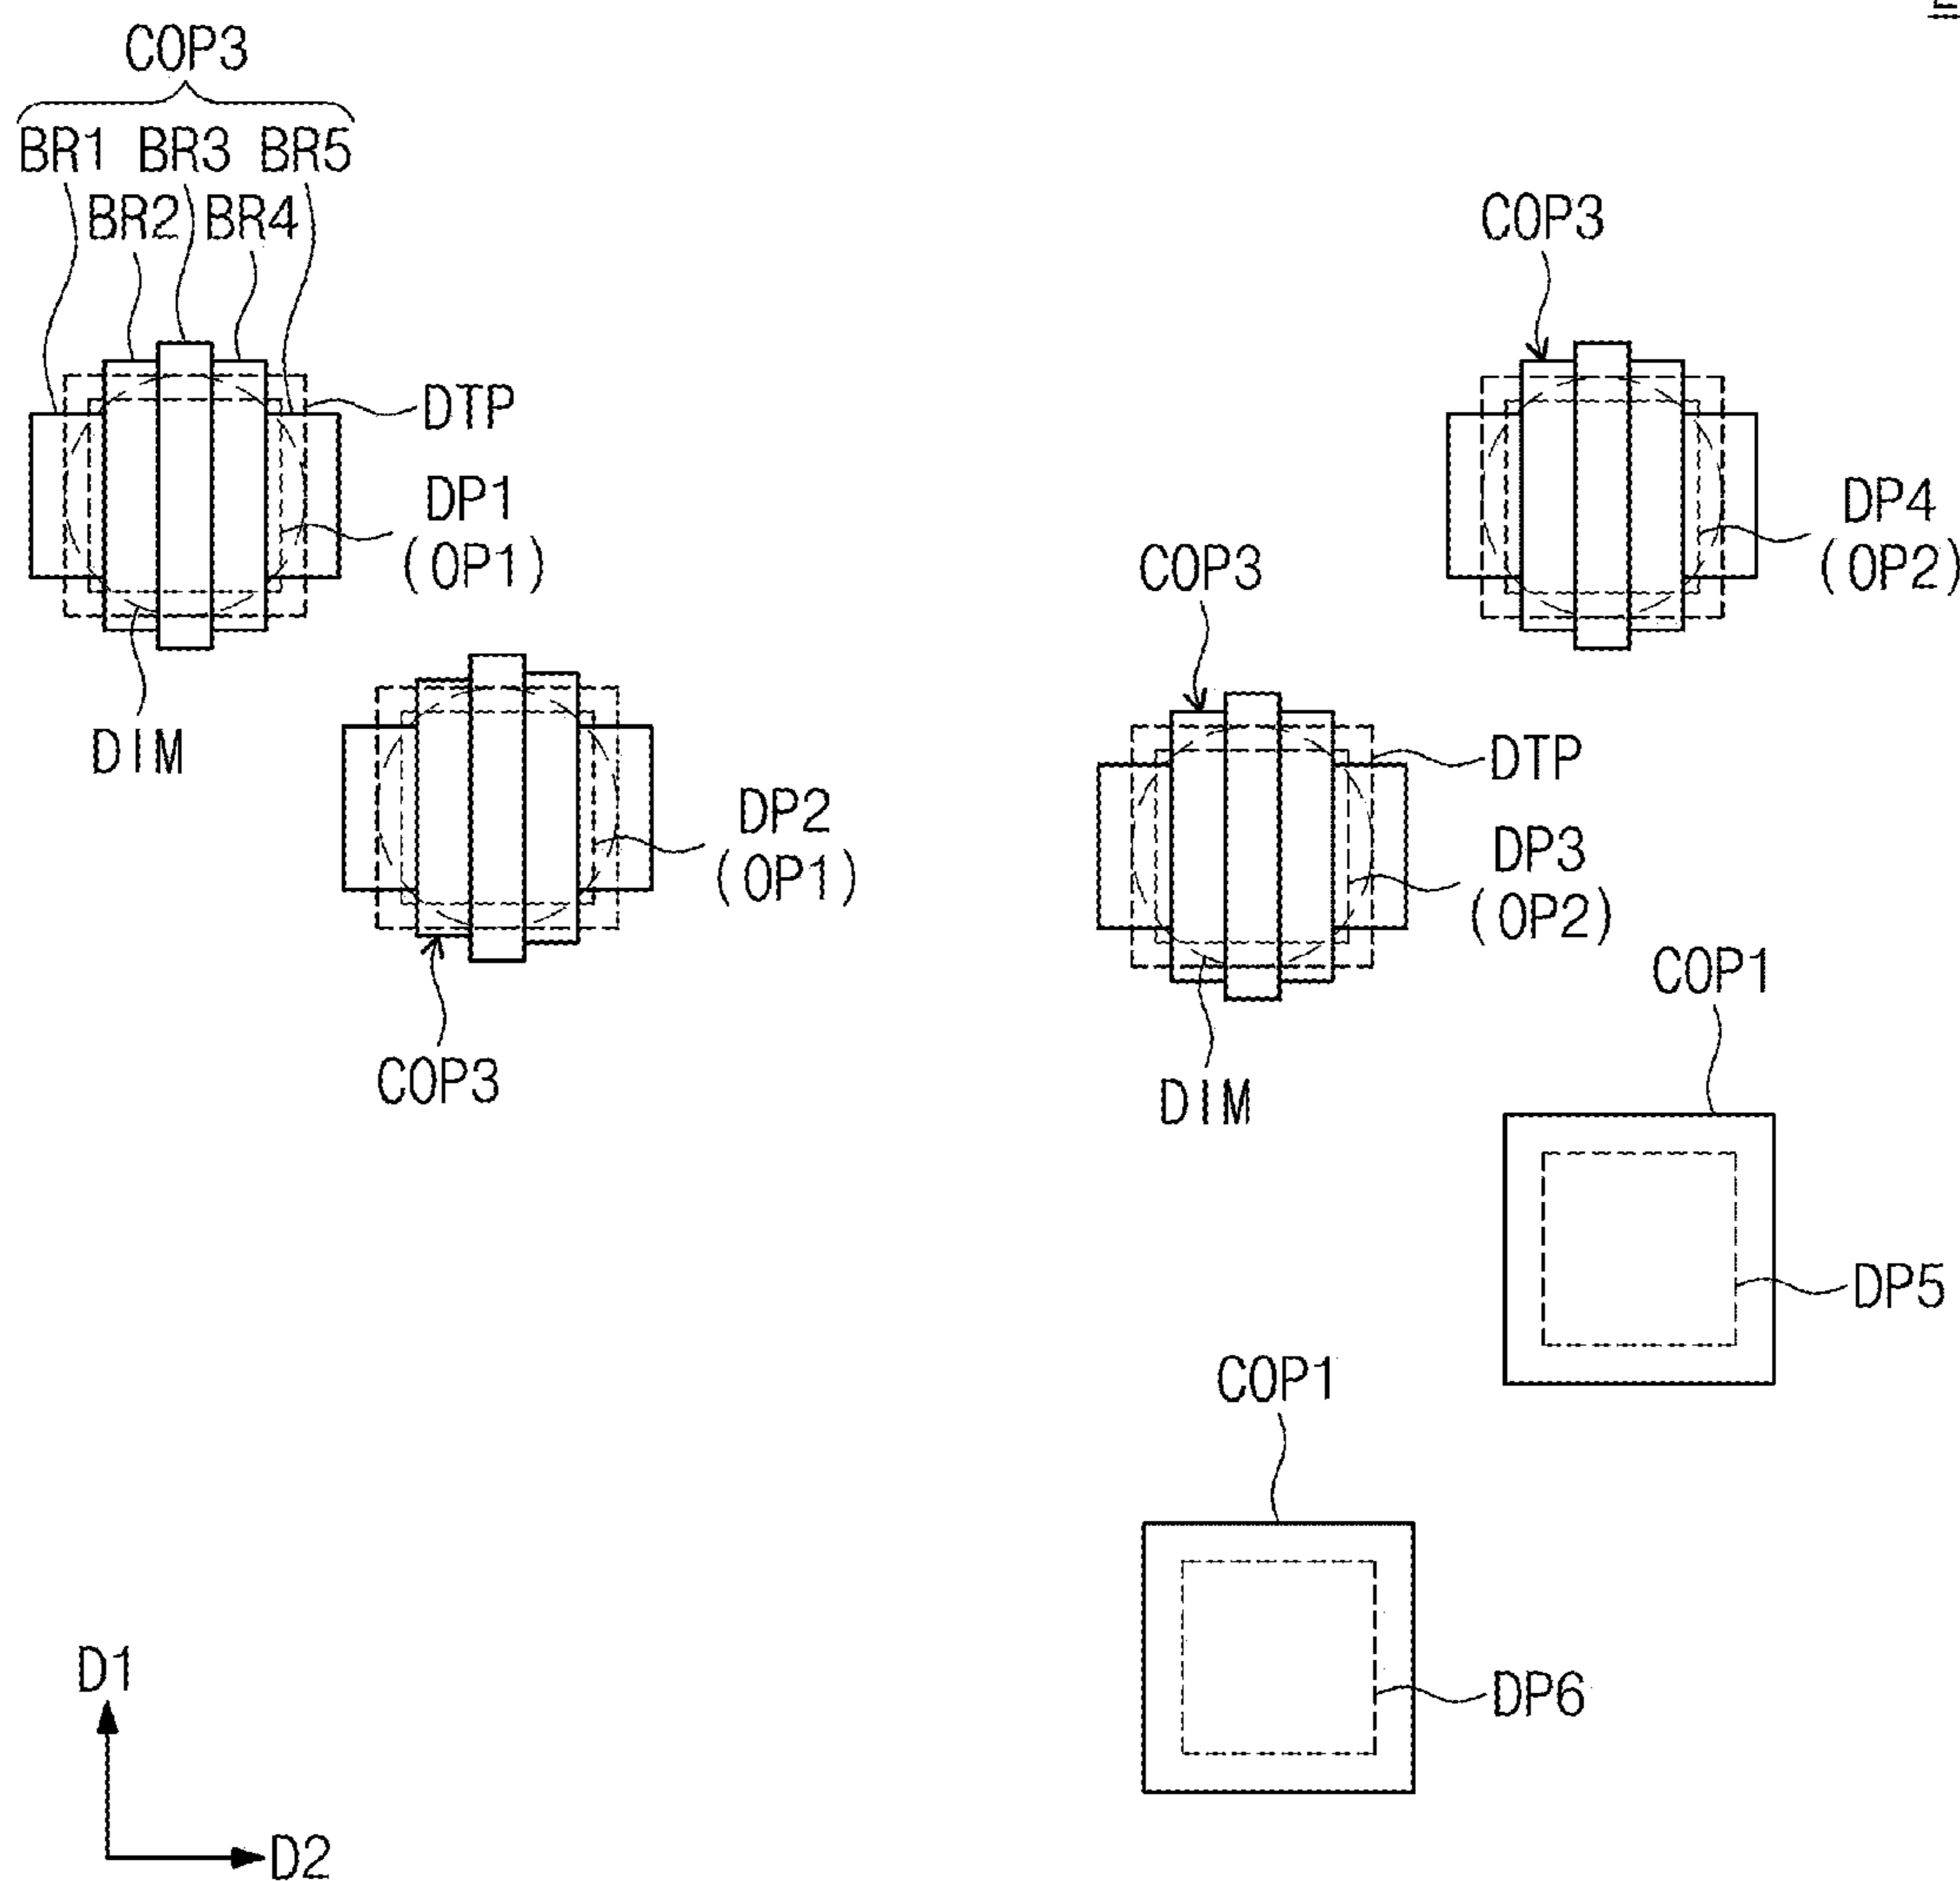 COP3
BR1 BR3 BR5
BR2 BR4
DTP
DP1
(OP1)
DIM
DP2
(OP1)
COP3
COP3
DP4
(OP2)
COP3
DTP
DP3
(OP2)
DIM
COP1
DP5
COP1
DP6
D1
D2